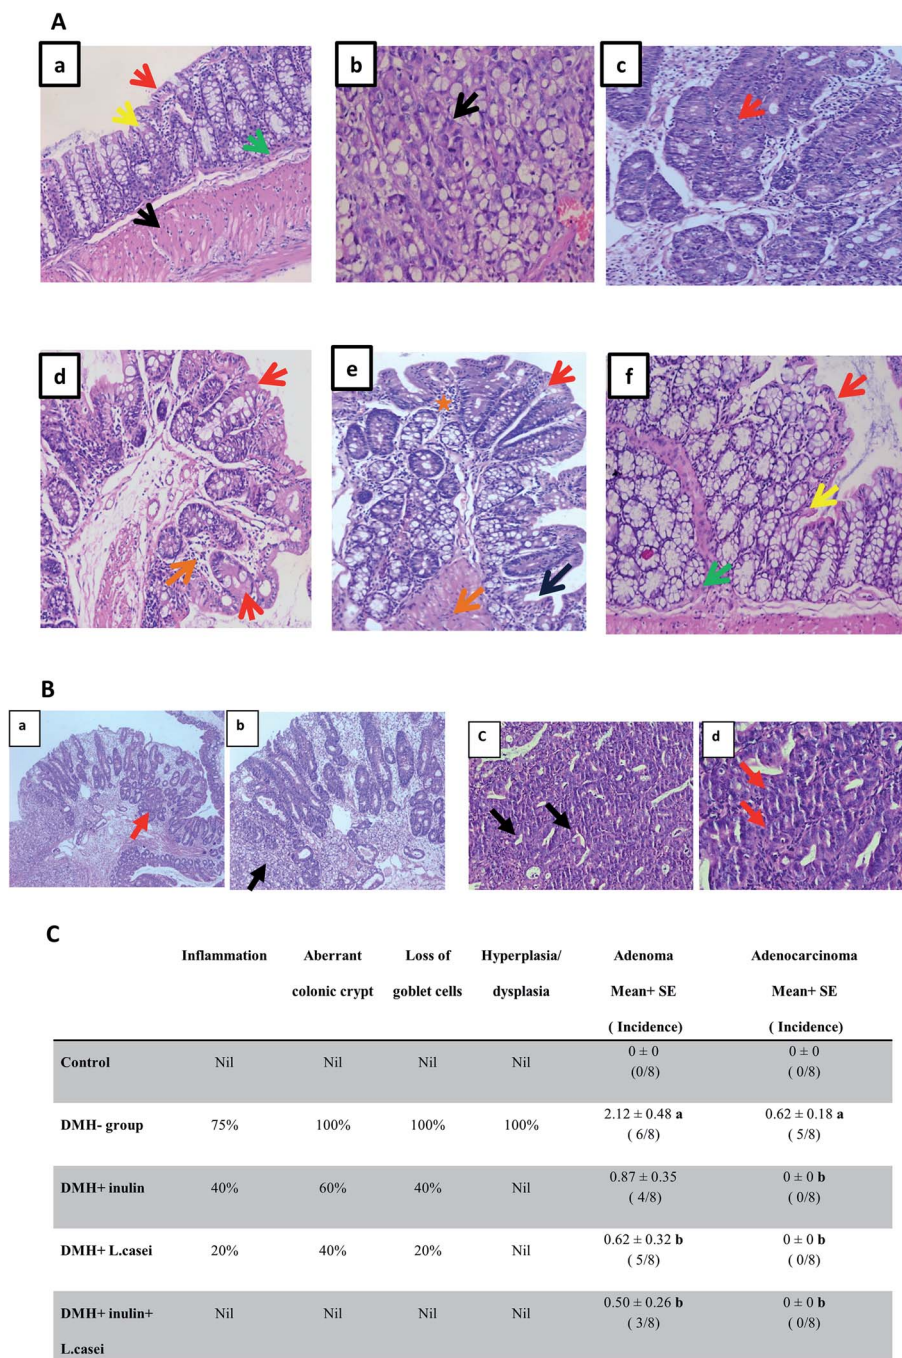 A
a
b
c
d
e
f
B
a
b
C
d
C
Inflammation Aberrant Loss of Hyperplasia/ Adenoma Adenocarcinoma
colonic crypt goblet cells dysplasia Mean+ SE Mean+ SE
( Incidence) ( Incidence)
Control Nil Nil Nil Nil 0 ± 0 0 ± 0
(0/8) ( 0/8)
DMH- group 75% 100% 100% 100% 2.12 ± 0.48 a 0.62 ± 0.18 a
( 6/8) ( 5/8)
DMH+ inulin 40% 60% 40% Nil 0.87 ± 0.35 0 ± 0 b
( 4/8) ( 0/8)
DMH+ L.casei 20% 40% 20% Nil 0.62 ± 0.32 b 0 ± 0 b
( 5/8) ( 0/8)
DMH+ inulin+ Nil Nil Nil Nil 0.50 ± 0.26 b 0 ± 0 b
L.casei ( 3/8) ( 0/8)